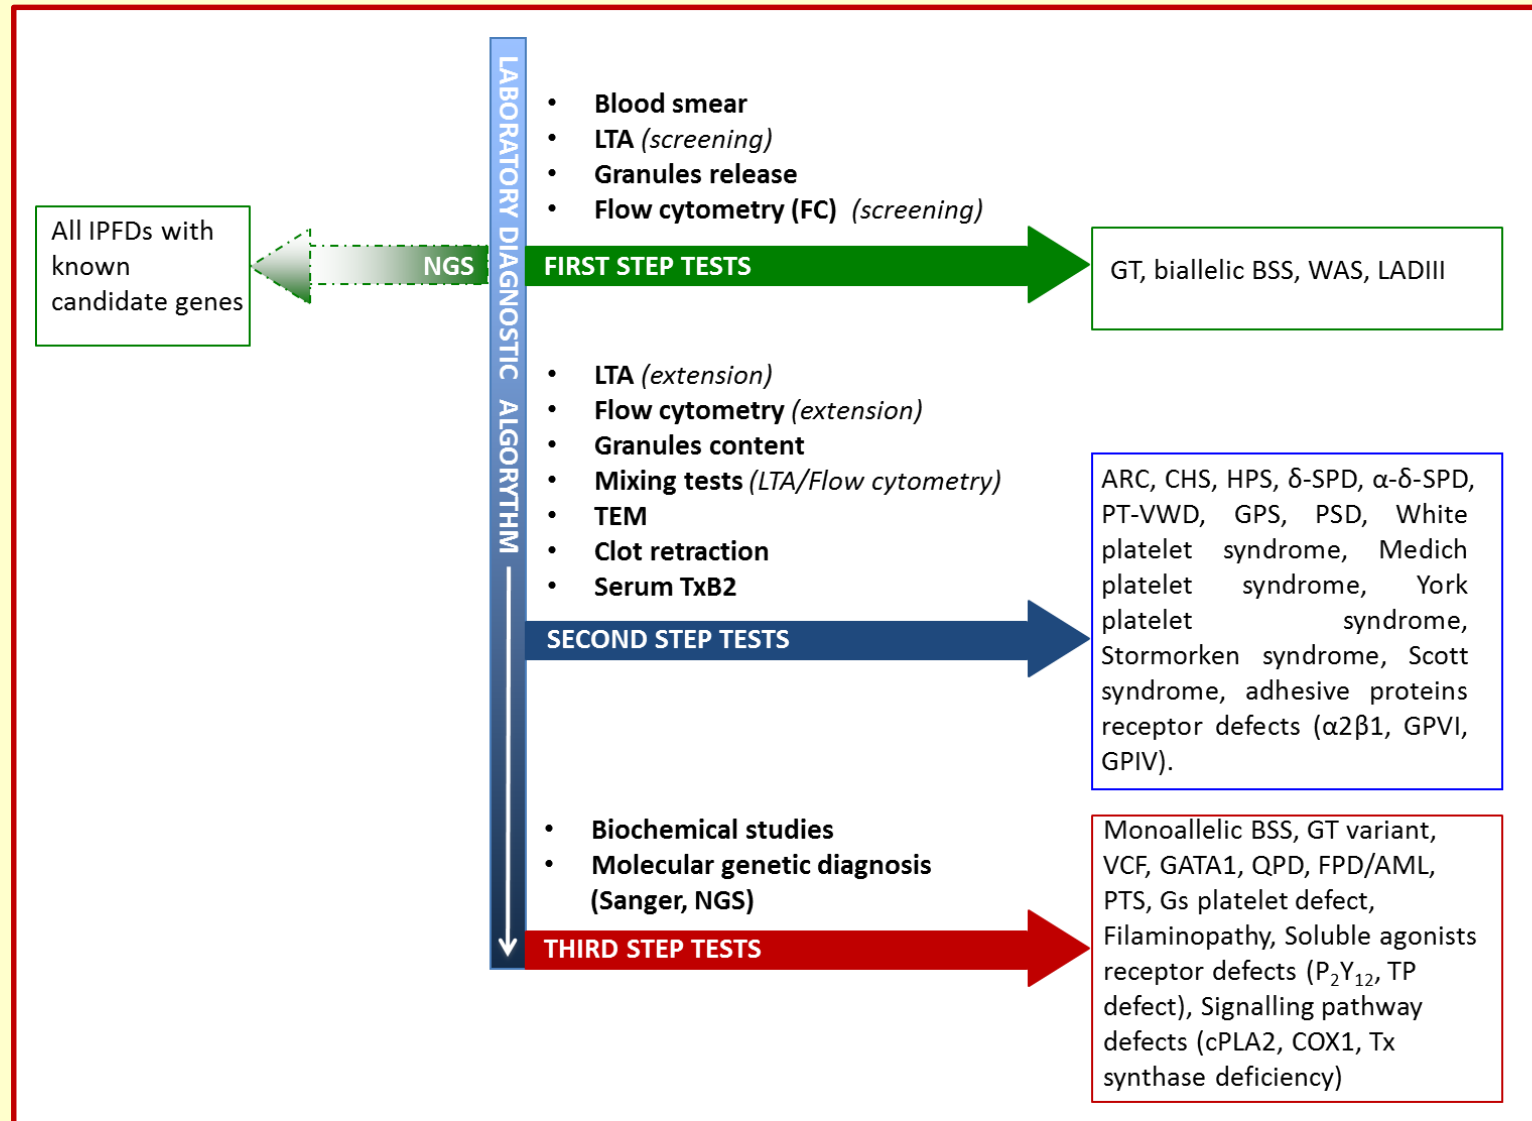 LABORATORY DIAGNOSTIC ALGORYTHM
• Blood smear
• LTA (screening)
• Granules release
• Flow cytometry (FC) (screening)
All IPFDs with
known
candidate genes
NGS
FIRST STEP TESTS
GT, biallelic BSS, WAS, LADIII
• LTA (extension)
• Flow cytometry (extension)
• Granules content
• Mixing tests (LTA/Flow cytometry)
• TEM
• Clot retraction
• Serum TxB2
SECOND STEP TESTS
ARC, CHS, HPS, δ-SPD, α-δ-SPD,
PT-VWD, GPS, PSD, White
platelet syndrome, Medich
platelet syndrome, York
platelet syndrome,
Stormorken syndrome, Scott
syndrome, adhesive proteins
receptor defects (α2β1, GPVI,
GPIV).
• Biochemical studies
• Molecular genetic diagnosis
(Sanger, NGS)
THIRD STEP TESTS
Monoallelic BSS, GT variant,
VCF, GATA1, QPD, FPD/AML,
PTS, Gs platelet defect,
Filaminopathy, Soluble agonists
receptor defects (P₂Y₁₂, TP
defect), Signalling pathway
defects (cPLA2, COX1, Tx
synthase deficiency)